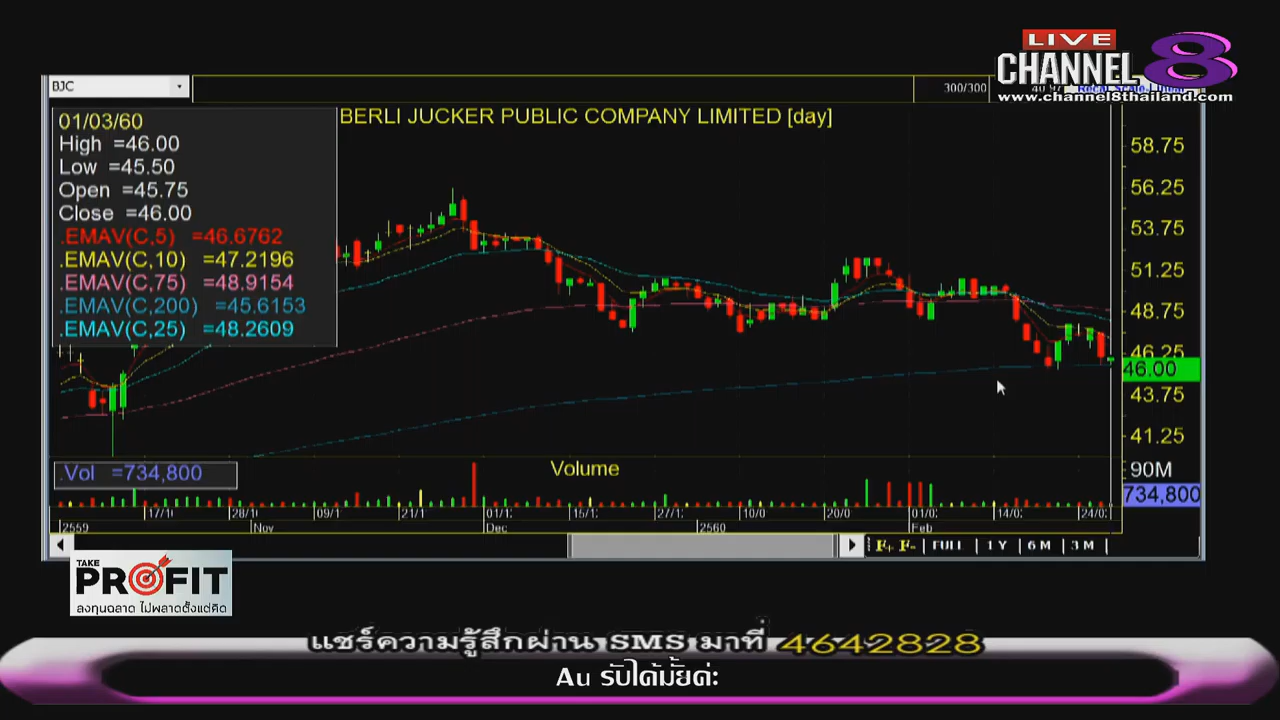 LIVE
CHANNEL 8
www.channel8thailand.com
BJC
300/300
01/03/60
High =46.00
Low =45.50
Open =45.75
Close =46.00
.EMAV(C,5) =46.6762
.EMAV(C,10) =47.2196
.EMAV(C,75) =48.9154
.EMAV(C,200) =45.6153
.EMAV(C,25) =48.2609
BERLI JUCKER PUBLIC COMPANY LIMITED [day]
58.75
56.25
53.75
51.25
48.75
46.25
46.00
43.75
41.25
.Vol =734,800
Volume
90M
734,800
17/1
28/1
09/1
21/1
01/1
15/1
27/1
10/0
20/0
01/0
14/0
24/0
2559
Nov
Dec
2560
Feb
F+ F- FULL 1 Y 6 M 3 M
TAKE
PROFIT
ลงทุนฉลาด ไม่พลาดตั้งแต่คิด
แชร์ความรู้สึกผ่าน SMS มาที่ 4642828
Au รับได้มั้ยค่ะ